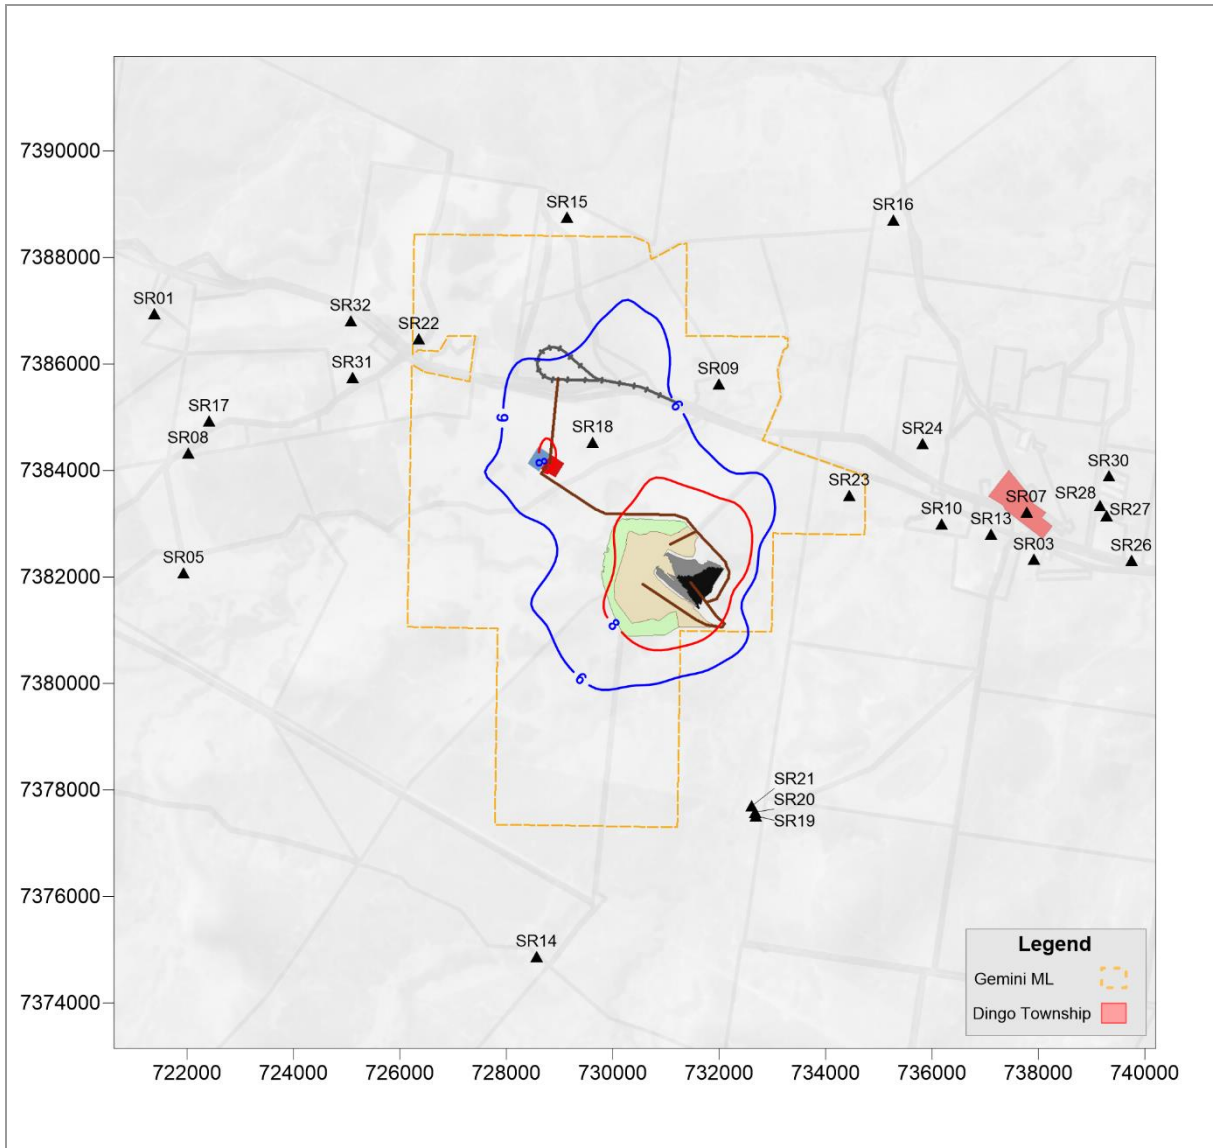 7390000
SR15
SR16
7388000
SR01
SR32
SR22
7386000
SR31
SR09
6
SR17
6
SR18
SR24
SR08
7384000
8
SR30
SR23
SR28
SR07
SR27
SR10
SR13
SR03
SR26
SR05
7382000
8
7380000
6
7378000
SR21
SR20
SR19
7376000
SR14
7374000
Legend
Gemini ML
Dingo Township
722000 724000 726000 728000 730000 732000 734000 736000 738000 740000